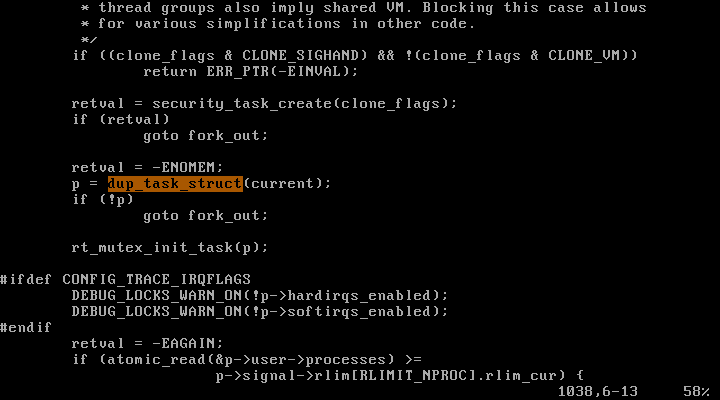 * thread groups also imply shared VM. Blocking this case allows
 * for various simplifications in other code.
 */
if ((clone_flags & CLONE_SIGHAND) && !(clone_flags & CLONE_VM))
        return ERR_PTR(-EINVAL);
retval = security_task_create(clone_flags);
if (retval)
        goto fork_out;
retval = -ENOMEM;
p = dup_task_struct(current);
if (!p)
        goto fork_out;
rt_mutex_init_task(p);
#ifdef CONFIG_TRACE_IRQFLAGS
        DEBUG_LOCKS_WARN_ON(!p->hardirqs_enabled);
        DEBUG_LOCKS_WARN_ON(!p->softirqs_enabled);
#endif
        retval = -EAGAIN;
        if (atomic_read(&p->user->processes) >=
                        p->signal->rlim[RLIMIT_NPROC].rlim_cur) {
1038,6-13 58%